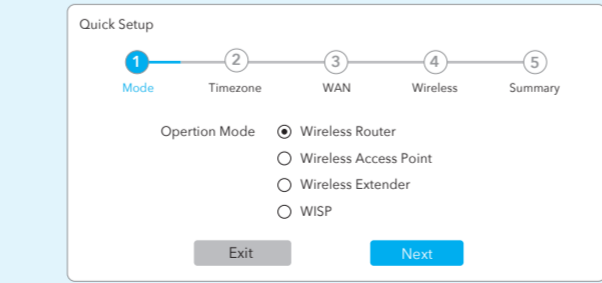 Quick Setup
1 2 3 4 5
Mode Timezone WAN Wireless Summary
Opertion Mode Wireless Router
Wireless Access Point
Wireless Extender
WISP
Exit Next